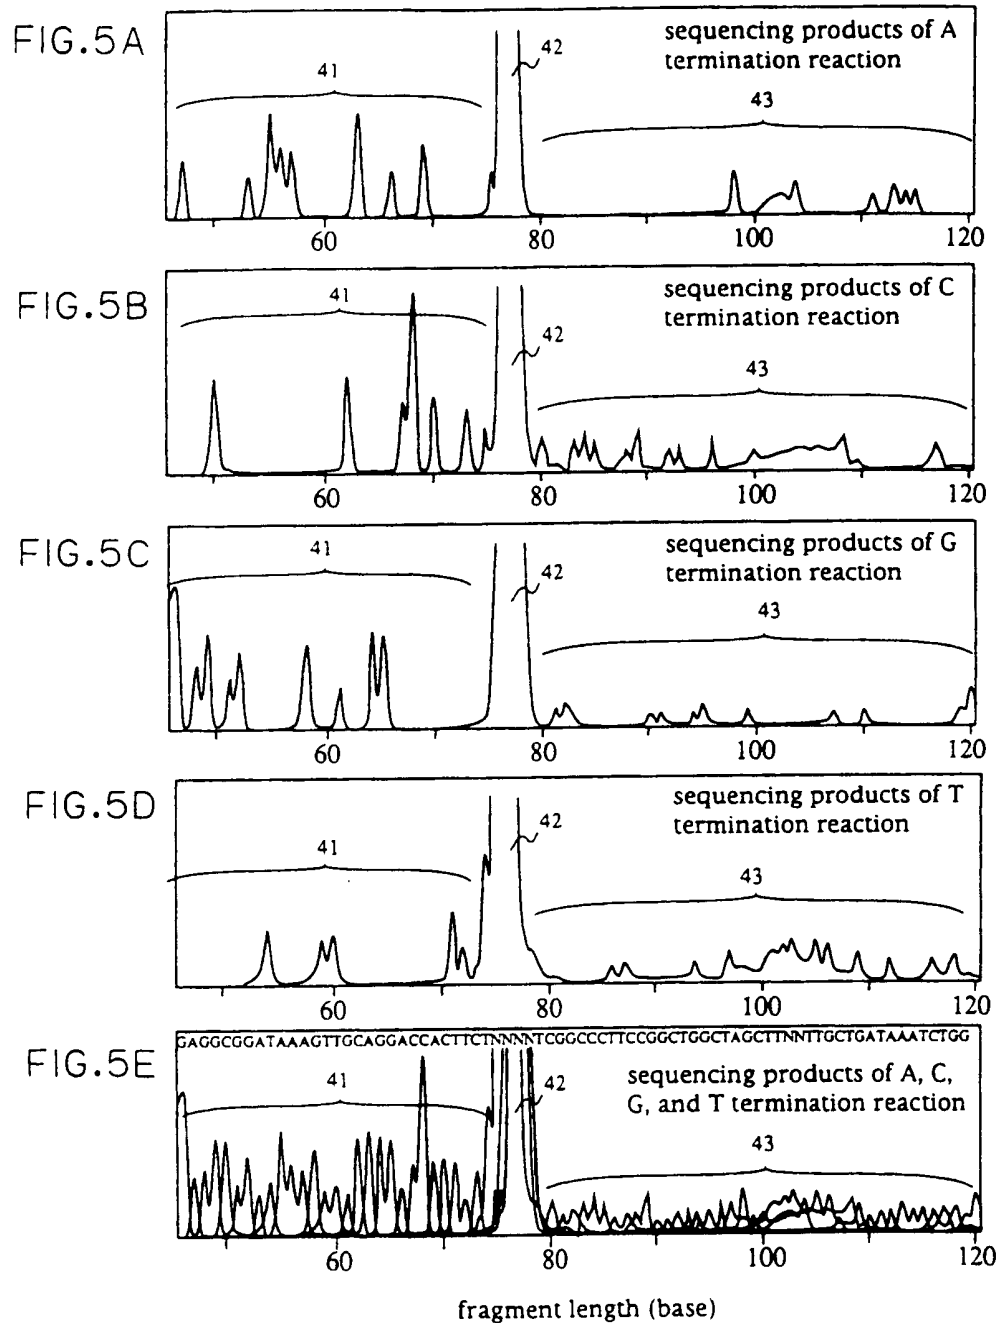 FIG.5A
41
42
sequencing products of A
termination reaction
43
60
80
100
120
FIG.5B
41
42
sequencing products of C
termination reaction
43
60
80
100
120
FIG.5C
41
42
sequencing products of G
termination reaction
43
60
80
100
120
FIG.5D
41
42
sequencing products of T
termination reaction
43
60
80
100
120
FIG.5E
GAGGCGGATAAAGTTGCAGGACCACTTCTNNNNTCGGCCCTTCCGGCTGGCTAGCTTNNTTGCTGATAAATCTGG
41
42
sequencing products of A, C,
G, and T termination reaction
43
60
80
100
120
fragment length (base)